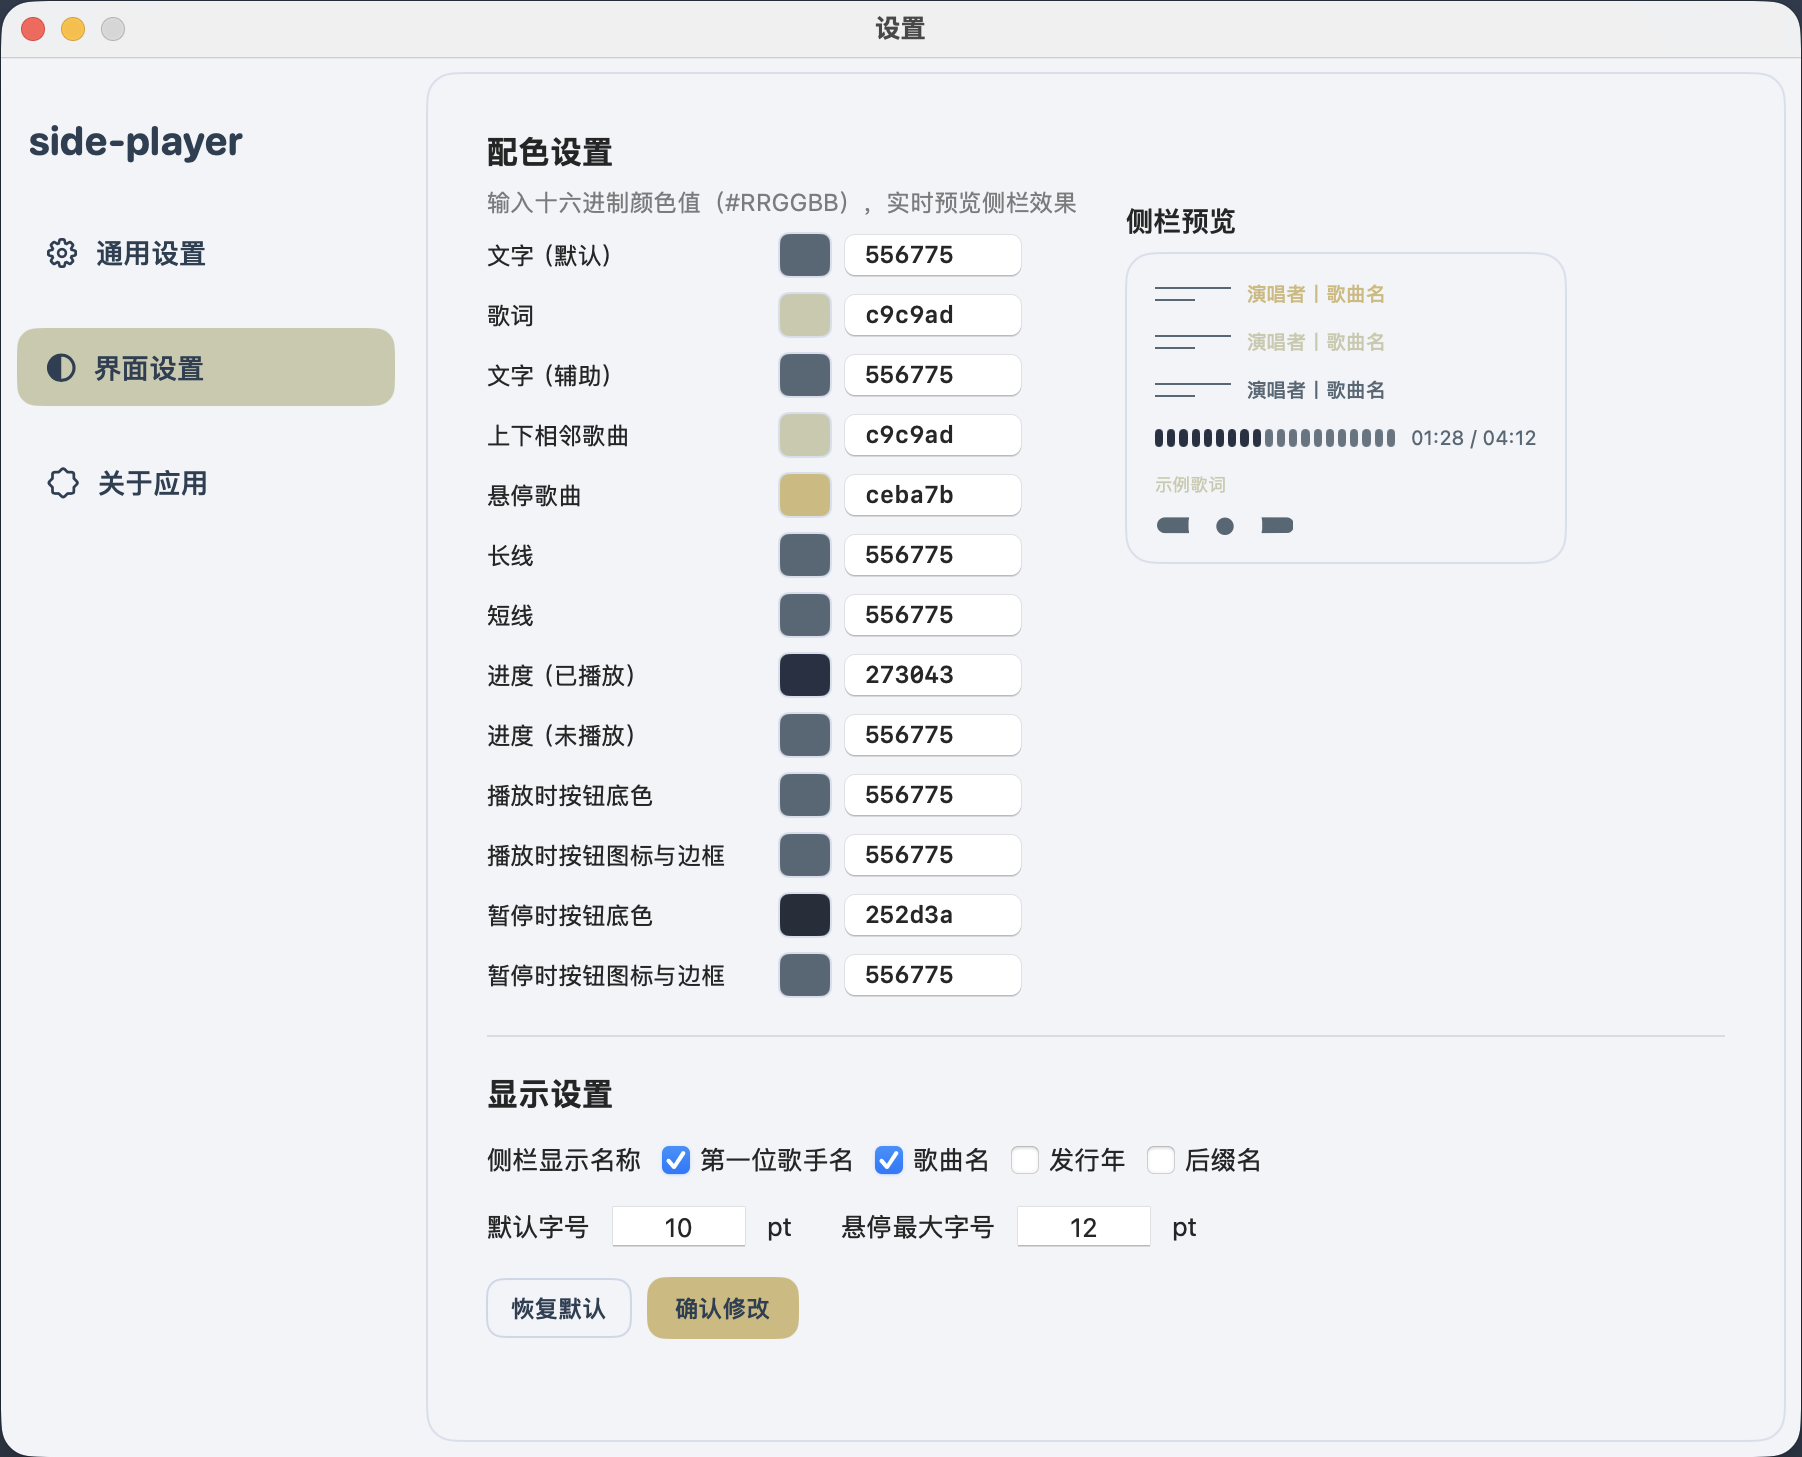 设置
side-player
通用设置
界面设置
关于应用
配色设置
输入十六进制颜色值（#RRGGBB），实时预览侧栏效果
文字（默认） 556775
歌词 c9c9ad
文字（辅助） 556775
上下相邻歌曲 c9c9ad
悬停歌曲 ceba7b
长线 556775
短线 556775
进度（已播放） 273043
进度（未播放） 556775
播放时按钮底色 556775
播放时按钮图标与边框 556775
暂停时按钮底色 252d3a
暂停时按钮图标与边框 556775
侧栏预览
演唱者丨歌曲名
演唱者丨歌曲名
演唱者丨歌曲名
01:28 / 04:12
示例歌词
显示设置
侧栏显示名称 第一位歌手名 歌曲名 发行年 后缀名
默认字号 10 pt 悬停最大字号 12 pt
恢复默认 确认修改